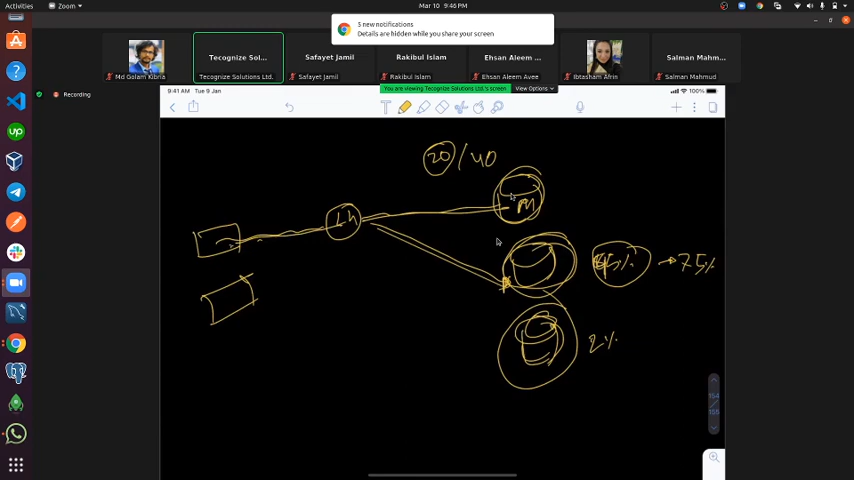 Activities
Zoom
Mar 10 9:46 PM
3 new notifications
Details are hidden while you share your screen
Tecognize Sol...
Safayet Jamil
Rakibul Islam
Ehsan Aleem ...
Salman Mahm...
Md Golam Kibria
Tecognize Solutions Ltd.
Safayet Jamil
Rakibul Islam
Ehsan Aleem Avee
Ibtasham Afrin
Salman Mahmud
Recording
You are viewing Tecognize Solutions Ltd.'s screen
View Options
9:41 AM Tue 9 Jan
100%
20/40
→75%
2%